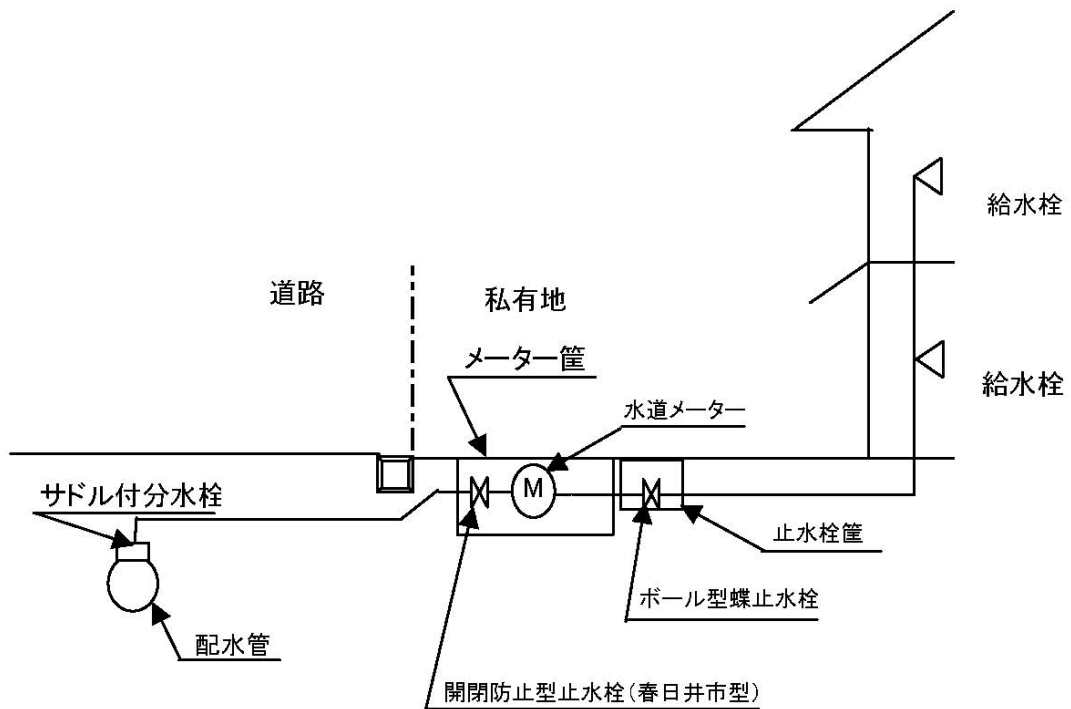 給水栓
道路
私有地
メーター筐
給水栓
水道メーター
サドル付分水栓
M
止水栓筐
ボール型蝶止水栓
配水管
開閉防止型止水栓(春日井市型)